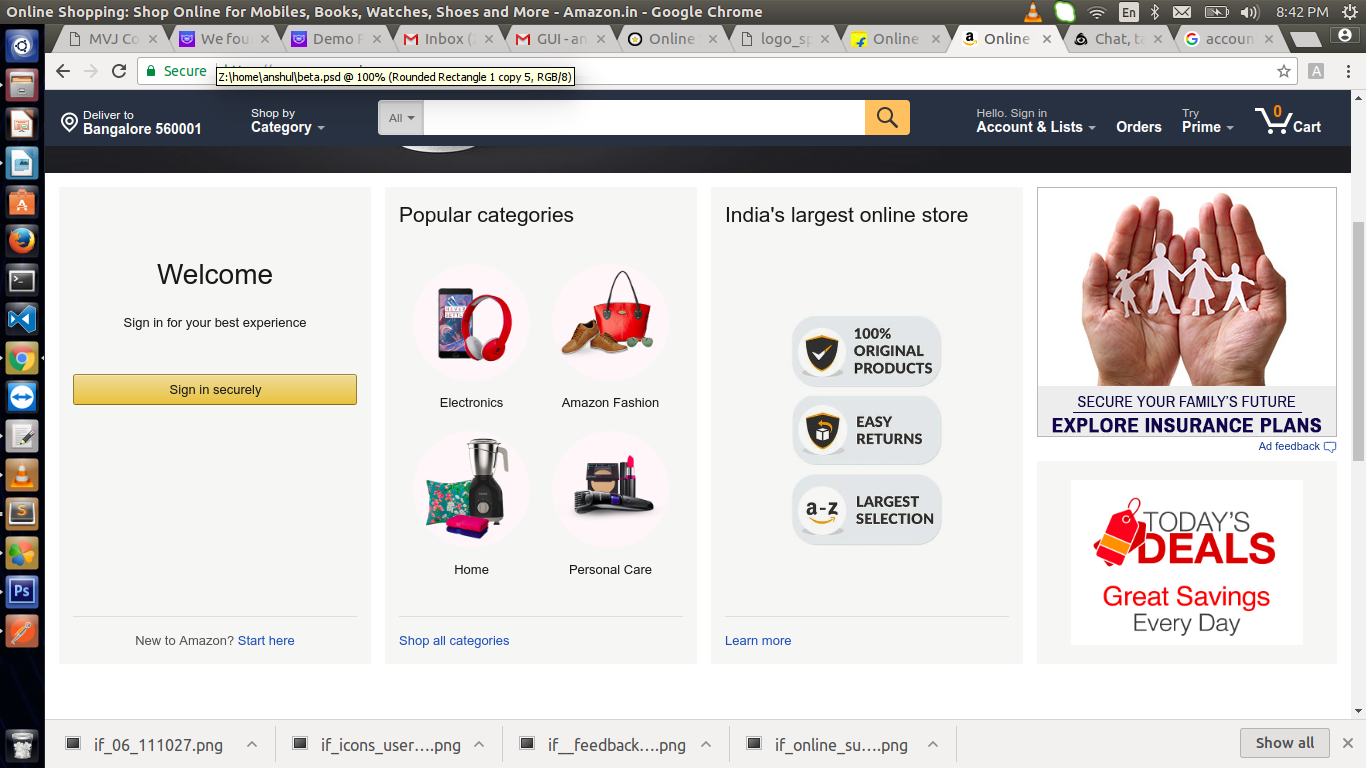 Online Shopping: Shop Online for Mobiles, Books, Watches, Shoes and More - Amazon.in - Google Chrome
En
8:42 PM
MVJ Co
We fou
Demo F
Inbox (
GUI - an
Online
logo_sp
Online
Online
Chat, ta
accoun
Secure
Z:\home\anshul\beta.psd @ 100% (Rounded Rectangle 1 copy 5, RGB/8)
A
Deliver to
Bangalore 560001
Shop by
Category
All
Hello. Sign in
Account & Lists
Orders
Try
Prime
0
Cart
Welcome
Sign in for your best experience
Sign in securely
New to Amazon? Start here
Popular categories
Electronics
Amazon Fashion
Home
Personal Care
Shop all categories
India's largest online store
100%
ORIGINAL
PRODUCTS
EASY
RETURNS
a-z
LARGEST
SELECTION
Learn more
SECURE YOUR FAMILY'S FUTURE
EXPLORE INSURANCE PLANS
Ad feedback
TODAY'S
DEALS
Great Savings
Every Day
S
Ps
if_06_111027.png
if_icons_user....png
if__feedback....png
if_online_su....png
Show all